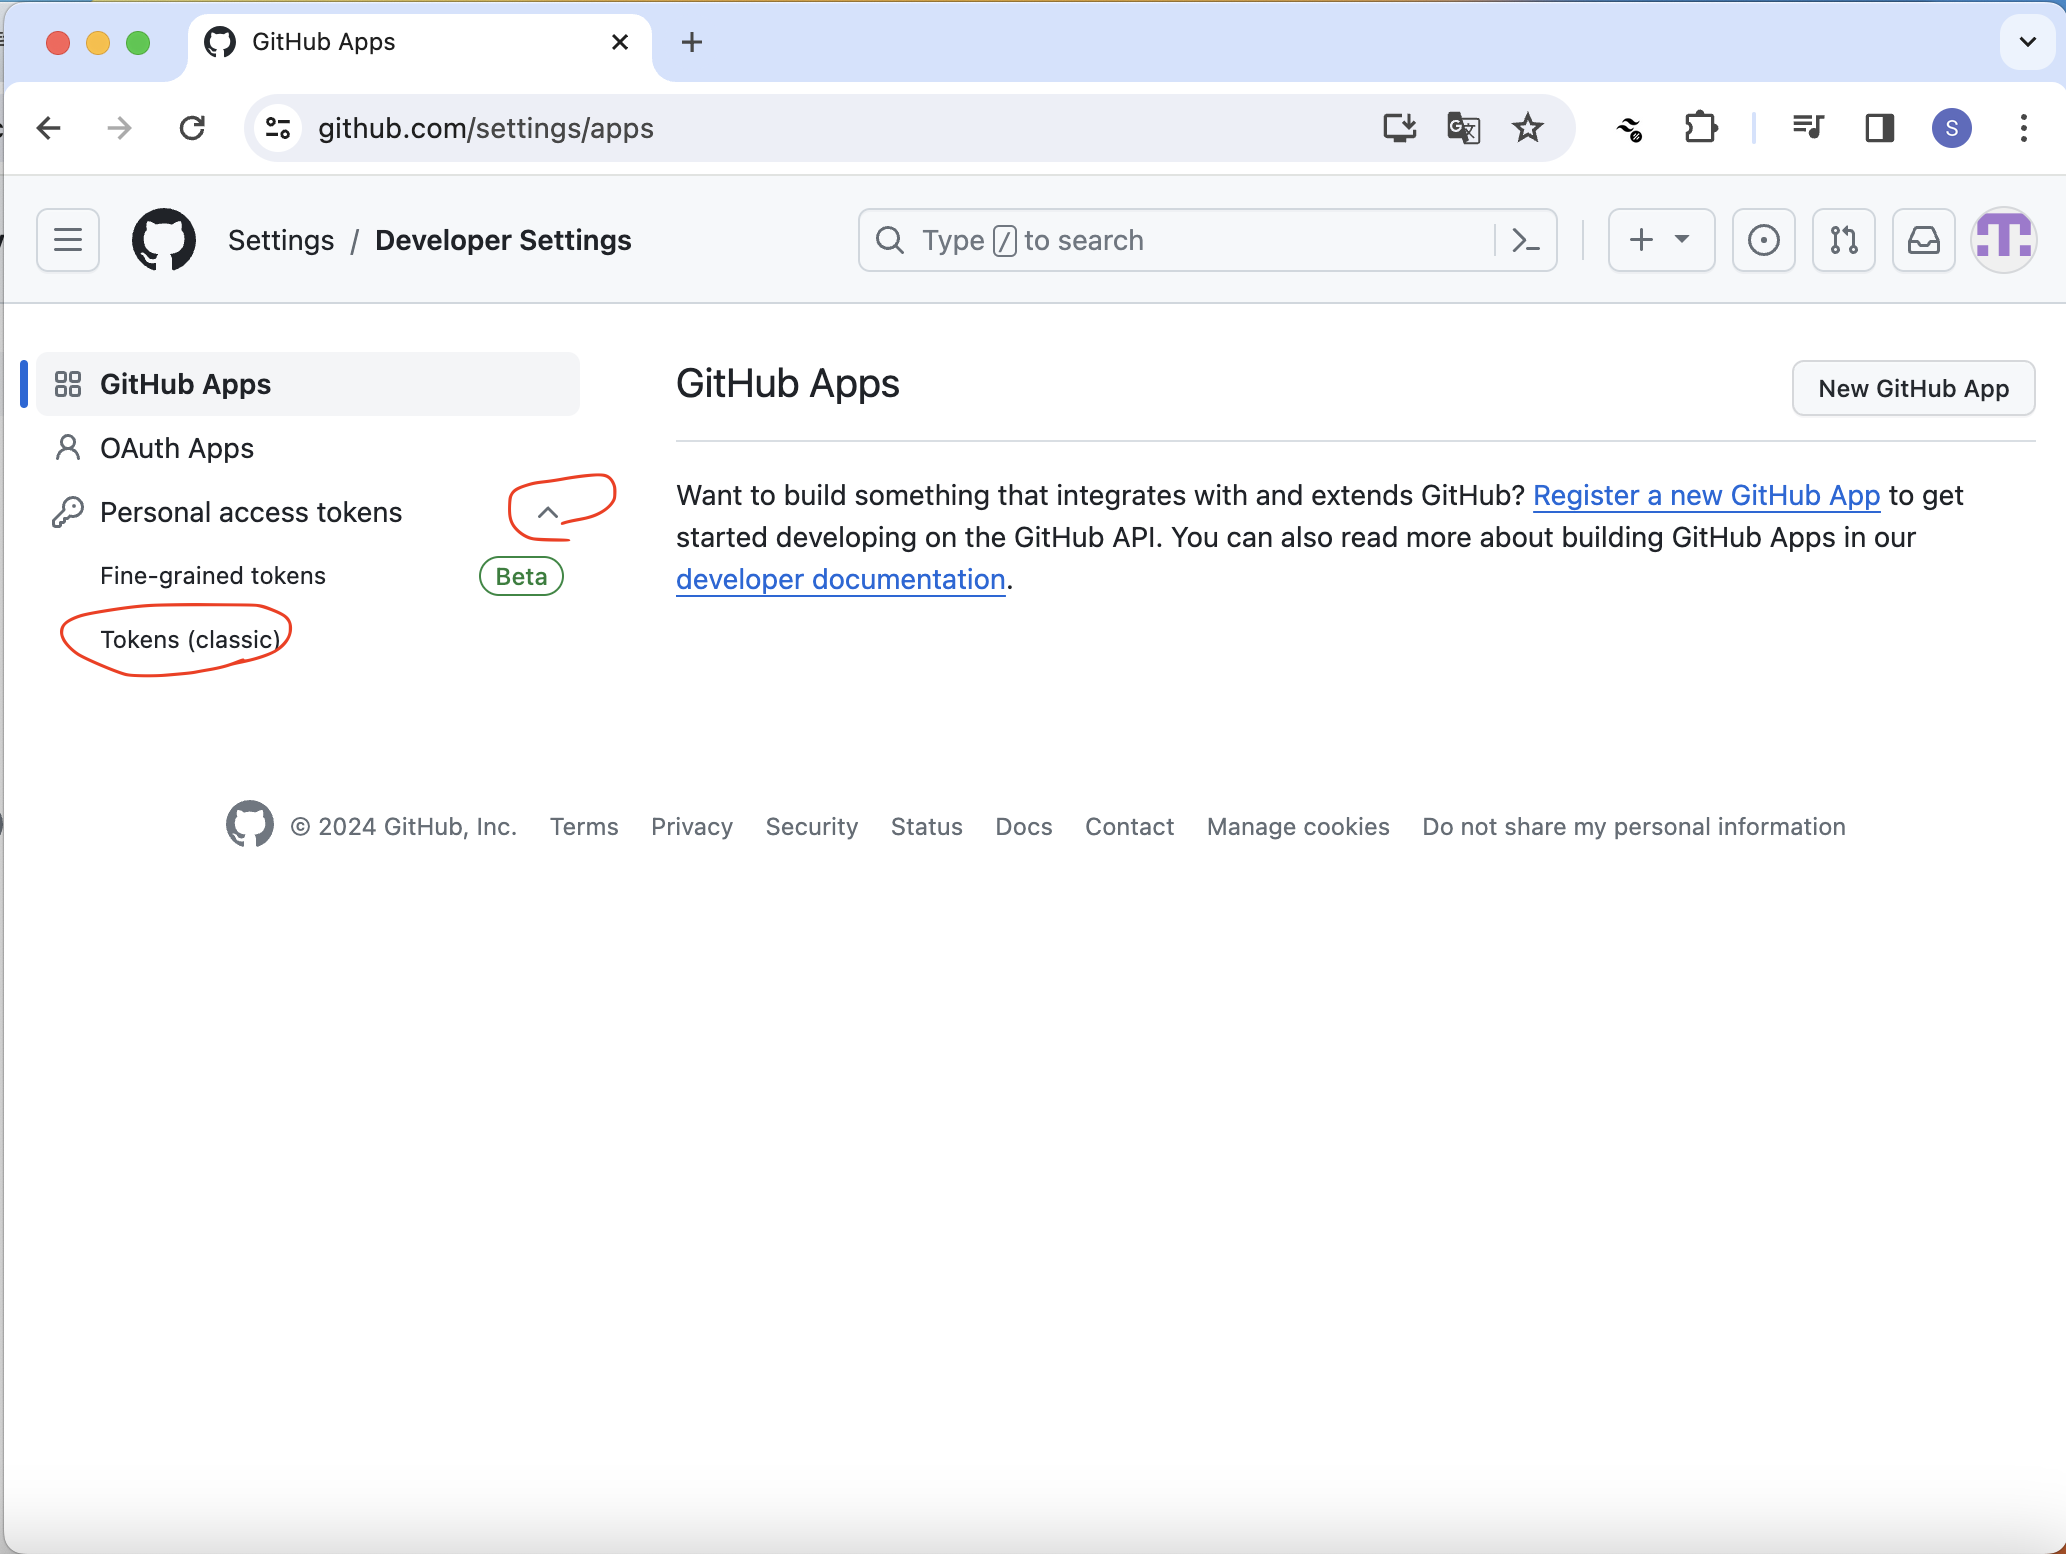 GitHub Apps
github.com/settings/apps
S
Settings / Developer Settings
Type / to search
GitHub Apps
OAuth Apps
Personal access tokens
Fine-grained tokens
Beta
Tokens (classic)
GitHub Apps
New GitHub App
Want to build something that integrates with and extends GitHub? Register a new GitHub App to get
started developing on the GitHub API. You can also read more about building GitHub Apps in our
developer documentation.
© 2024 GitHub, Inc. Terms Privacy Security Status Docs Contact Manage cookies Do not share my personal information